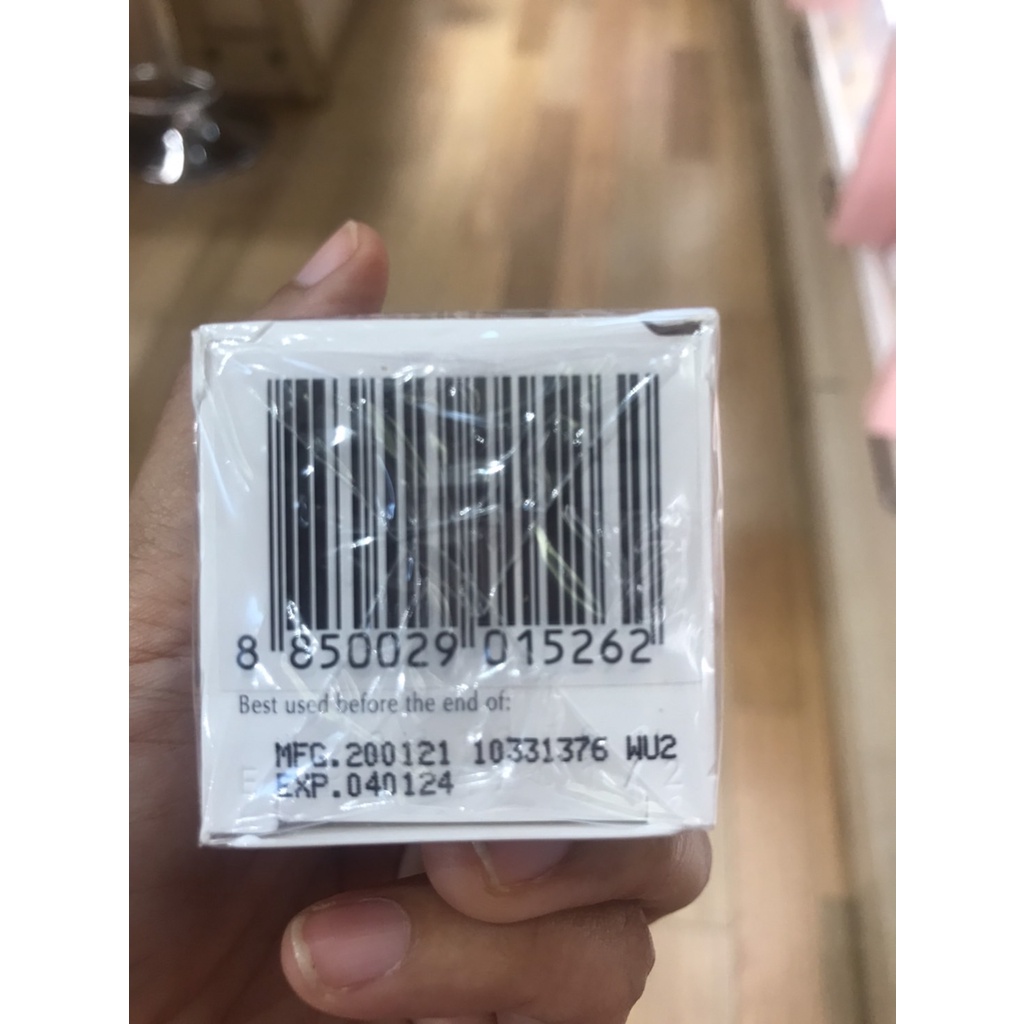 8 850029 015262
Best used before the end of:
MFG.200121 10331376 WU2
EXP.040124